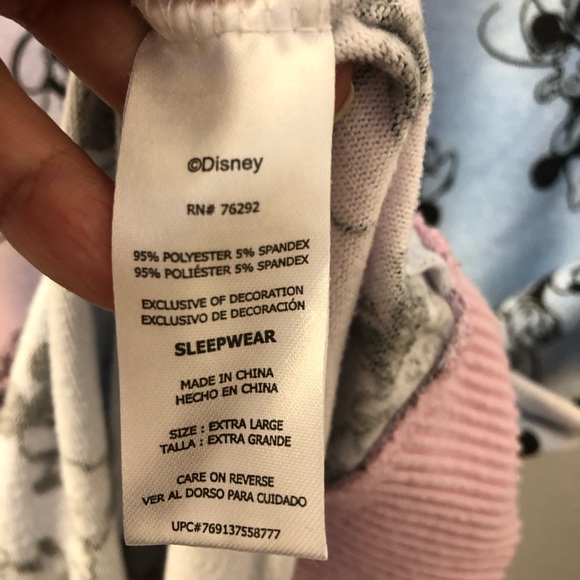 ©Disney
RN# 76292
95% POLYESTER 5% SPANDEX
95% POLIÉSTER 5% SPANDEX
EXCLUSIVE OF DECORATION
EXCLUSIVO DE DECORACIÓN
SLEEPWEAR
MADE IN CHINA
HECHO EN CHINA
SIZE : EXTRA LARGE
TALLA : EXTRA GRANDE
CARE ON REVERSE
VER AL DORSO PARA CUIDADO
UPC#769137558777